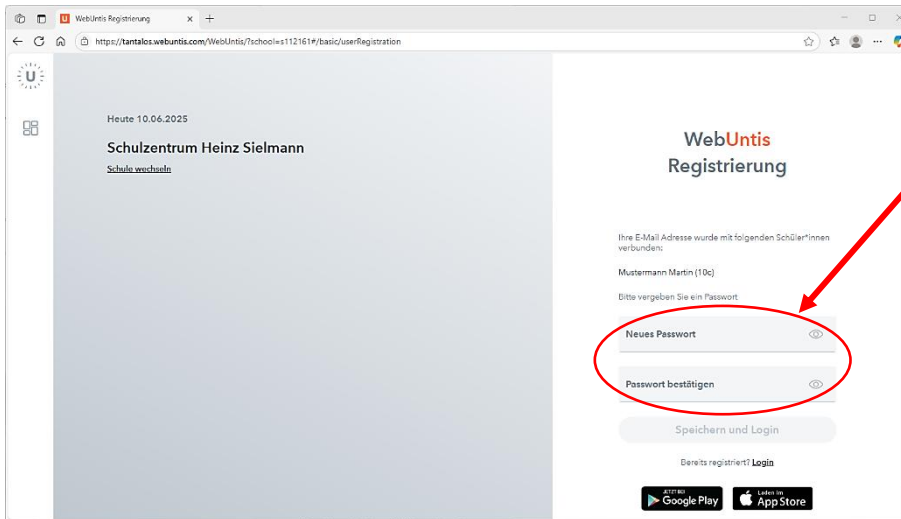 WebUntis Registrierung
https://tantalos.webuntis.com/WebUntis/?school=s112161#/basic/userRegistration
U
Heute 10.06.2025
Schulzentrum Heinz Sielmann
Schule wechseln
WebUntis
Registrierung
Ihre E-Mail Adresse wurde mit folgenden Schüler*innen
verbunden:
Mustermann Martin (10c)
Bitte vergeben Sie ein Passwort
Neues Passwort
Passwort bestätigen
Speichern und Login
Bereits registriert? Login
JETZT BEI
Google Play
Laden im
App Store